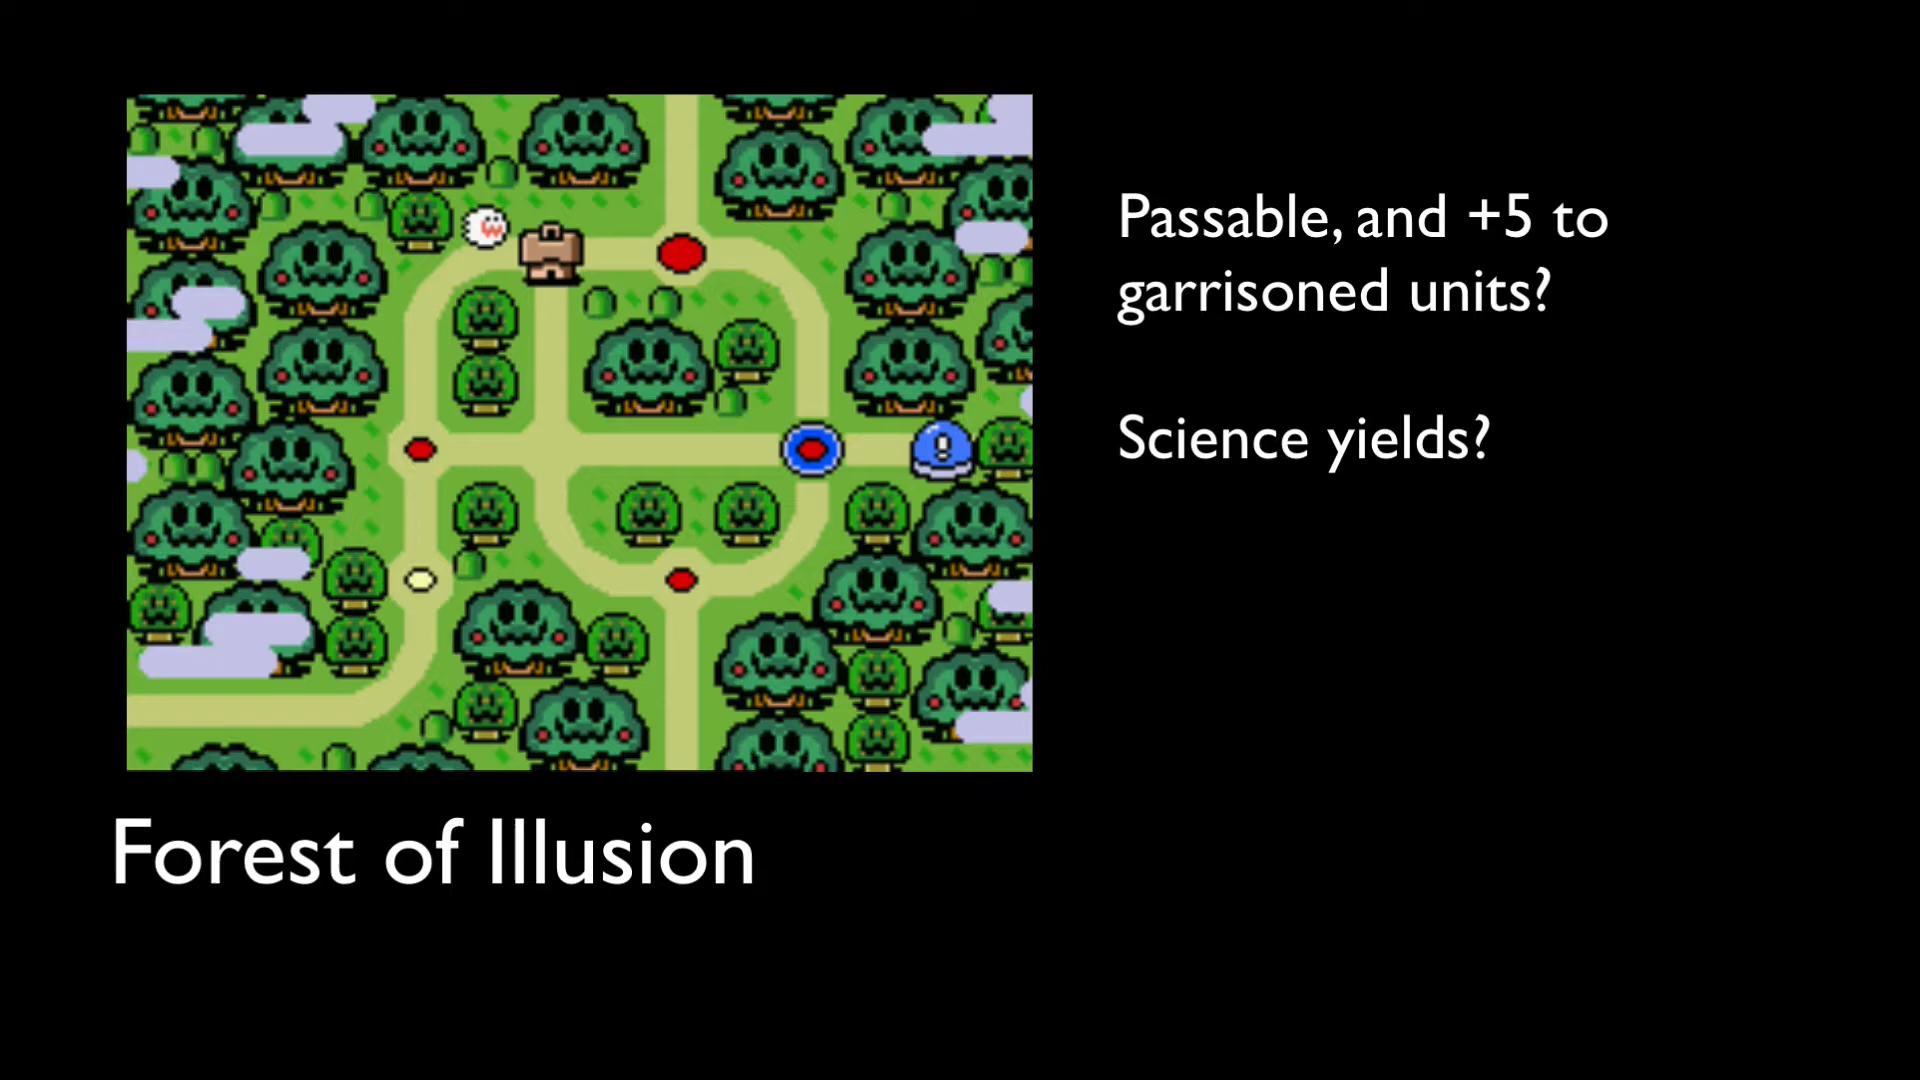 Passable, and +5 to
garrisoned units?
Science yields?
Forest of Illusion